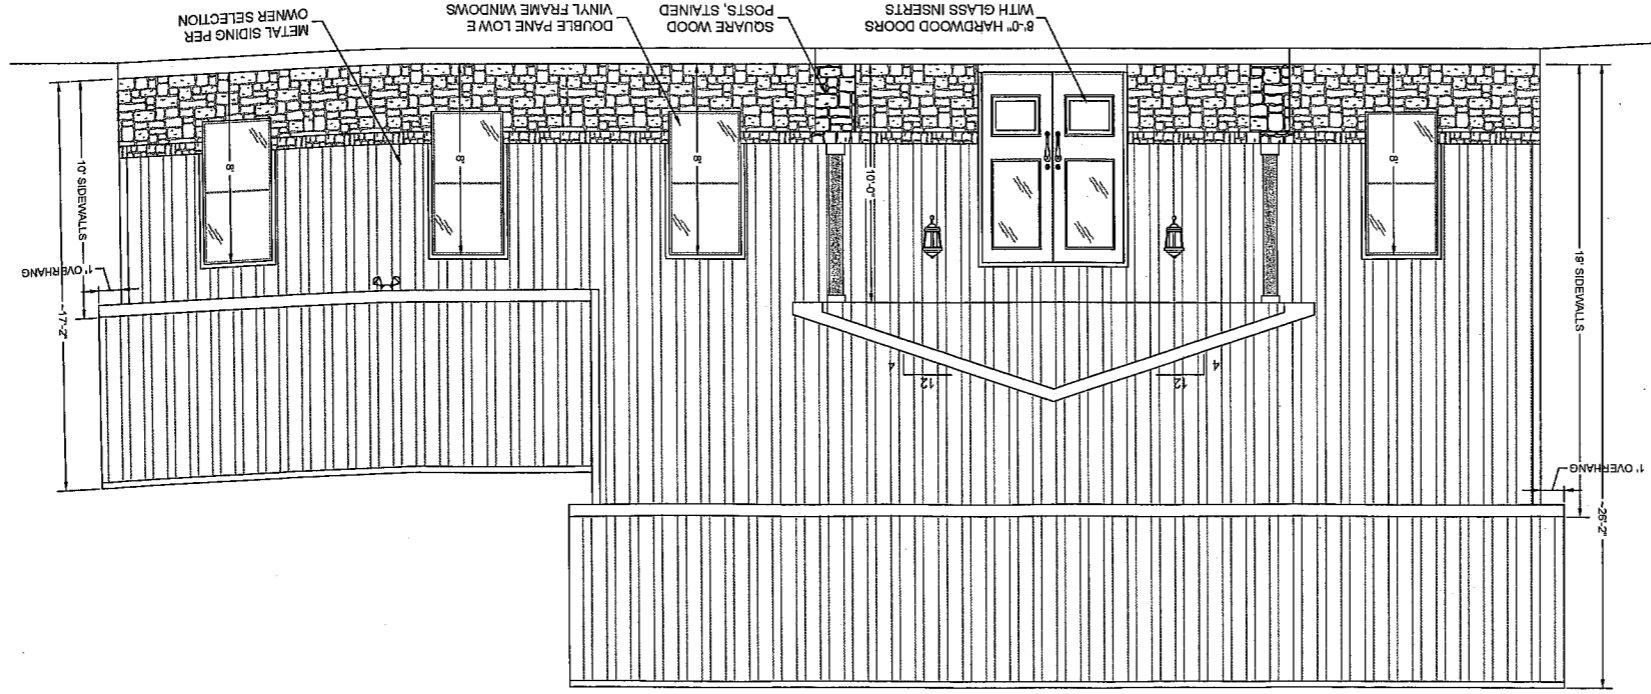 ~26'-2"
1' OVERHANG
~17'-2"
12
4
12
4
19' SIDEWALLS
1' OVERHANG
10'-0"
10' SIDEWALLS
8'
8'
8'
8'
8'-0" HARDWOOD DOORS
WITH GLASS INSERTS
SQUARE WOOD
POSTS, STAINED
DOUBLE PANE LOW E
VINYL FRAME WINDOWS
METAL SIDING PER
OWNER SELECTION